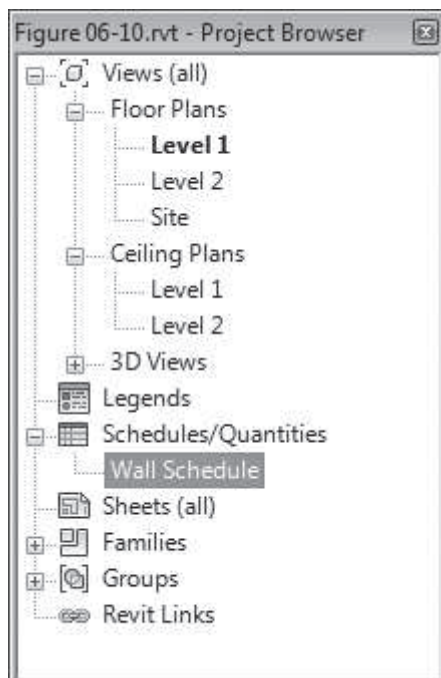 Figure 06-10.rvt - Project Browser
Views (all)
Floor Plans
Level 1
Level 2
Site
Ceiling Plans
Level 1
Level 2
3D Views
Legends
Schedules/Quantities
Wall Schedule
Sheets (all)
Families
Groups
Revit Links